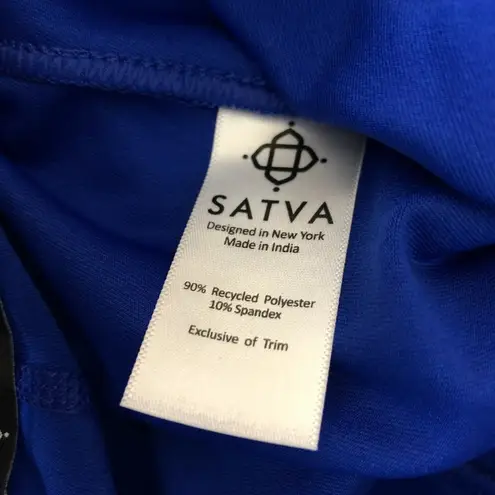 SATVA
Designed in New York
Made in India
90% Recycled Polyester
10% Spandex
Exclusive of Trim